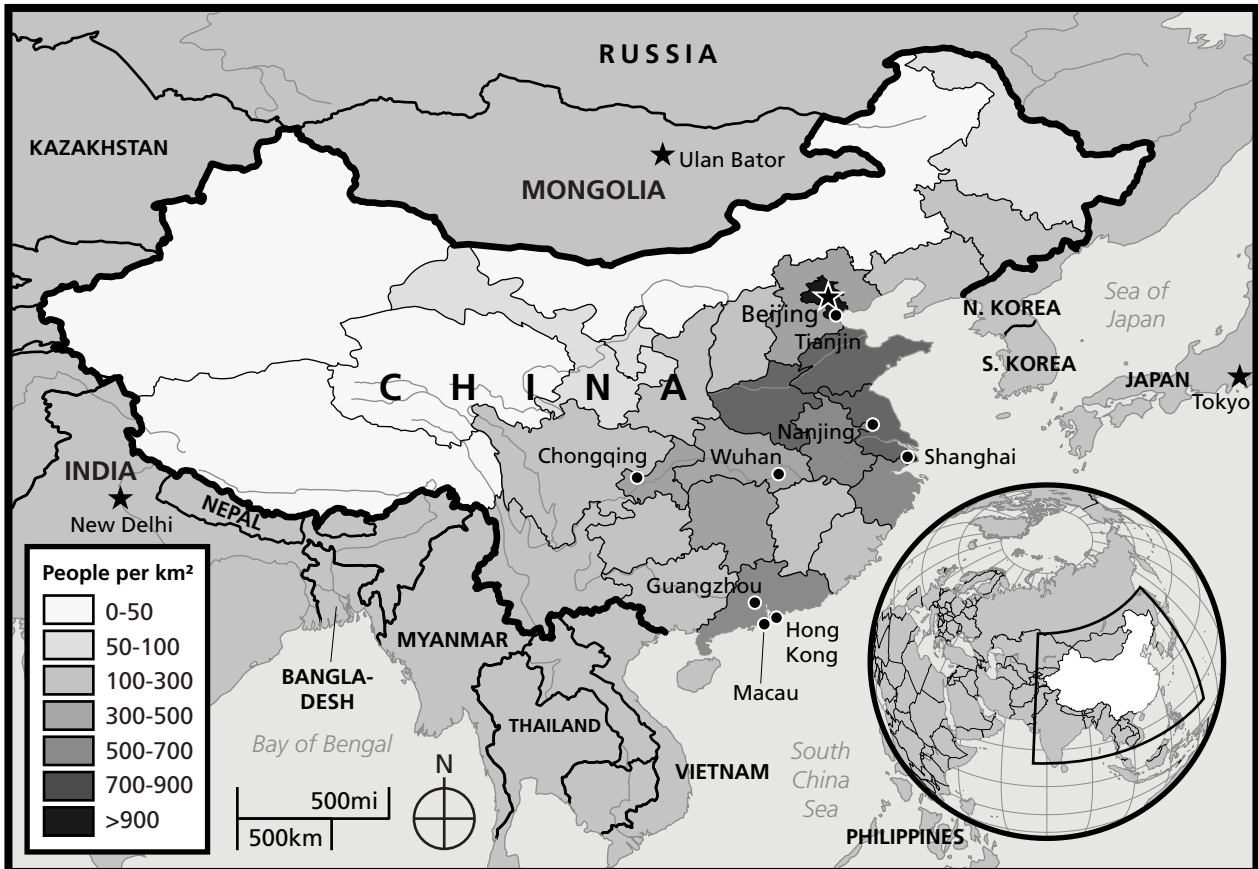 RUSSIA
KAZAKHSTAN
Ulan Bator
MONGOLIA
Beijing
Tianjin
N. KOREA
S. KOREA
Sea of
Japan
JAPAN
Tokyo
CHINA
Nanjing
Shanghai
Chongqing
Wuhan
INDIA
New Delhi
NEPAL
Guangzhou
Hong
Kong
Macau
MYANMAR
BANGLA-
DESH
THAILAND
VIETNAM
Bay of Bengal
South
China
Sea
PHILIPPINES
People per km²
0-50
50-100
100-300
300-500
500-700
700-900
>900
500mi
500km
N